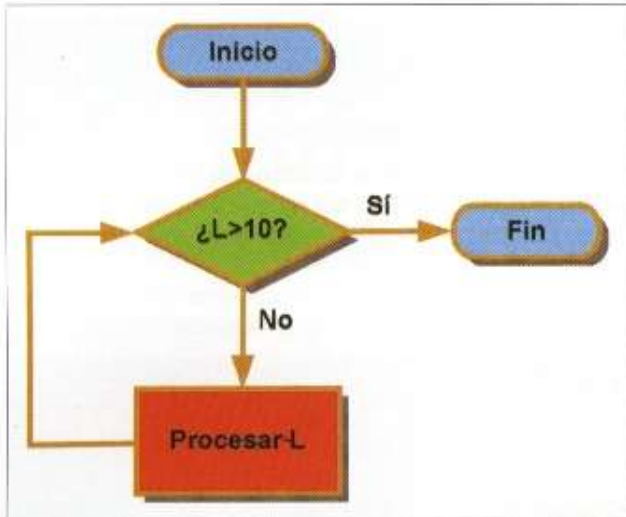 Inicio
¿L>10?
Sí
Fin
No
Procesar-L